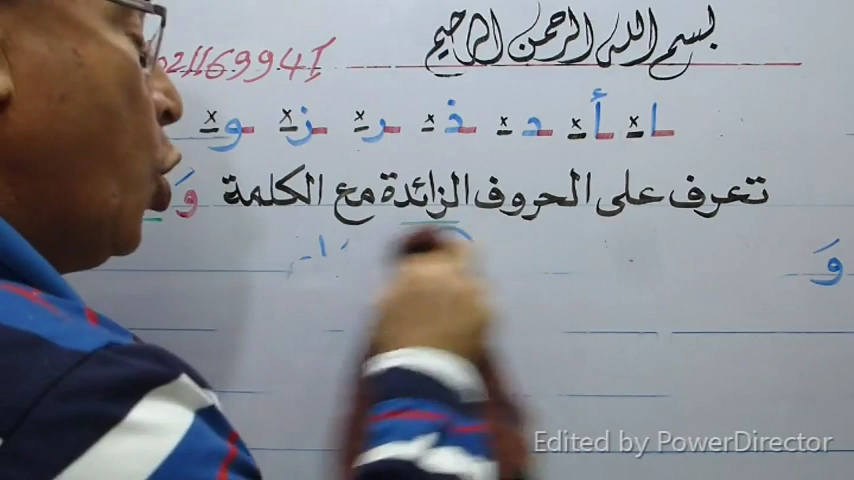 بسم الله الرحمن الرحيم
ا أ د ذ ر ز و
تعرف على الحروف الزائدة مع الكلمة وَ
وَ
Edited by PowerDirector